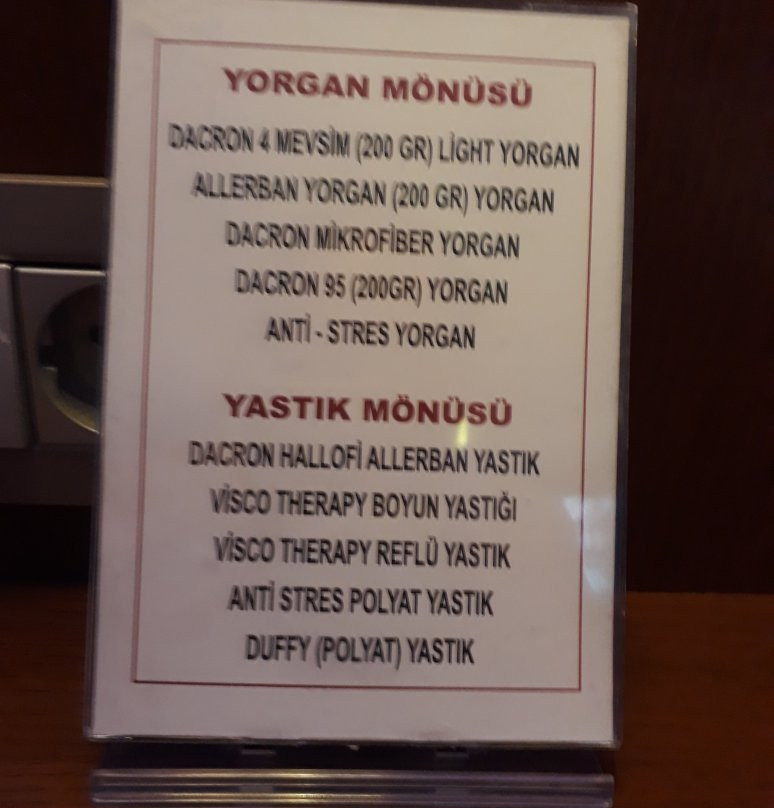 YORGAN MÖNÜSÜ
DACRON 4 MEVSİM (200 GR) LİGHT YORGAN
ALLERBAN YORGAN (200 GR) YORGAN
DACRON MİKROFİBER YORGAN
DACRON 95 (200GR) YORGAN
ANTİ - STRES YORGAN
YASTIK MÖNÜSÜ
DACRON HALLOFİ ALLERBAN YASTIK
VİSCO THERAPY BOYUN YASTIĞI
VİSCO THERAPY REFLÜ YASTIK
ANTİ STRES POLYAT YASTIK
DUFFY (POLYAT) YASTIK